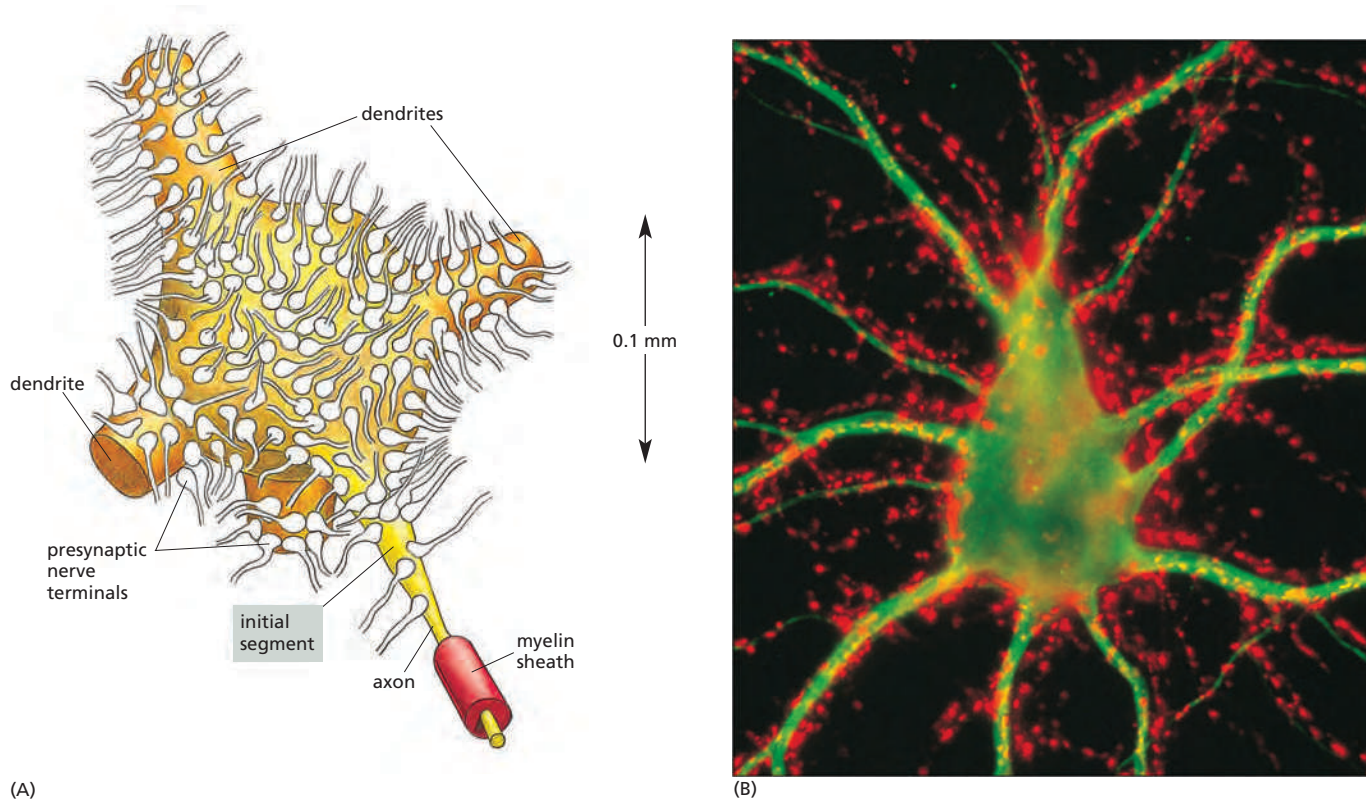 dendrites
0.1 mm
dendrite
presynaptic
nerve
terminals
initial
segment
axon
myelin
sheath
(A)
(B)